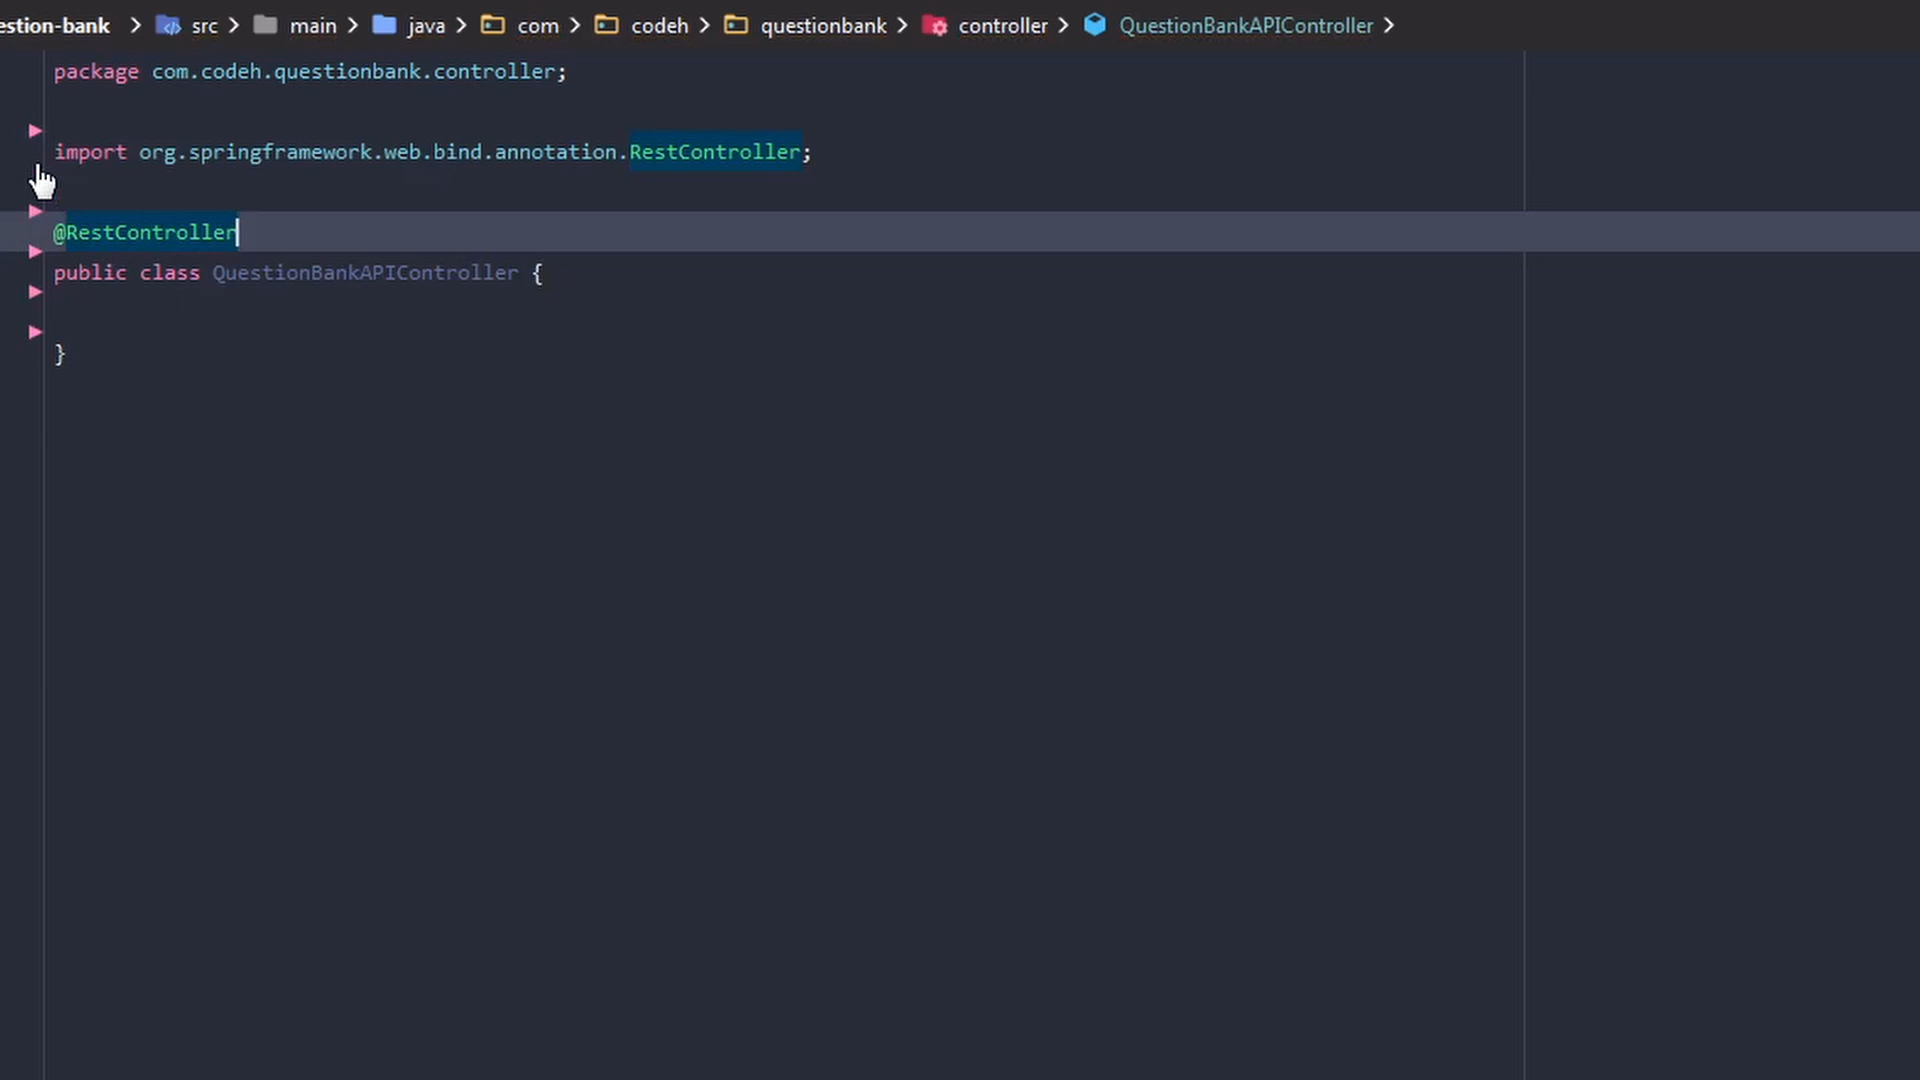 estion-bank > src > main > java > com > codeh > questionbank > controller > QuestionBankAPIController >
package com.codeh.questionbank.controller;
import org.springframework.web.bind.annotation.RestController;
@RestController
public class QuestionBankAPIController {
}